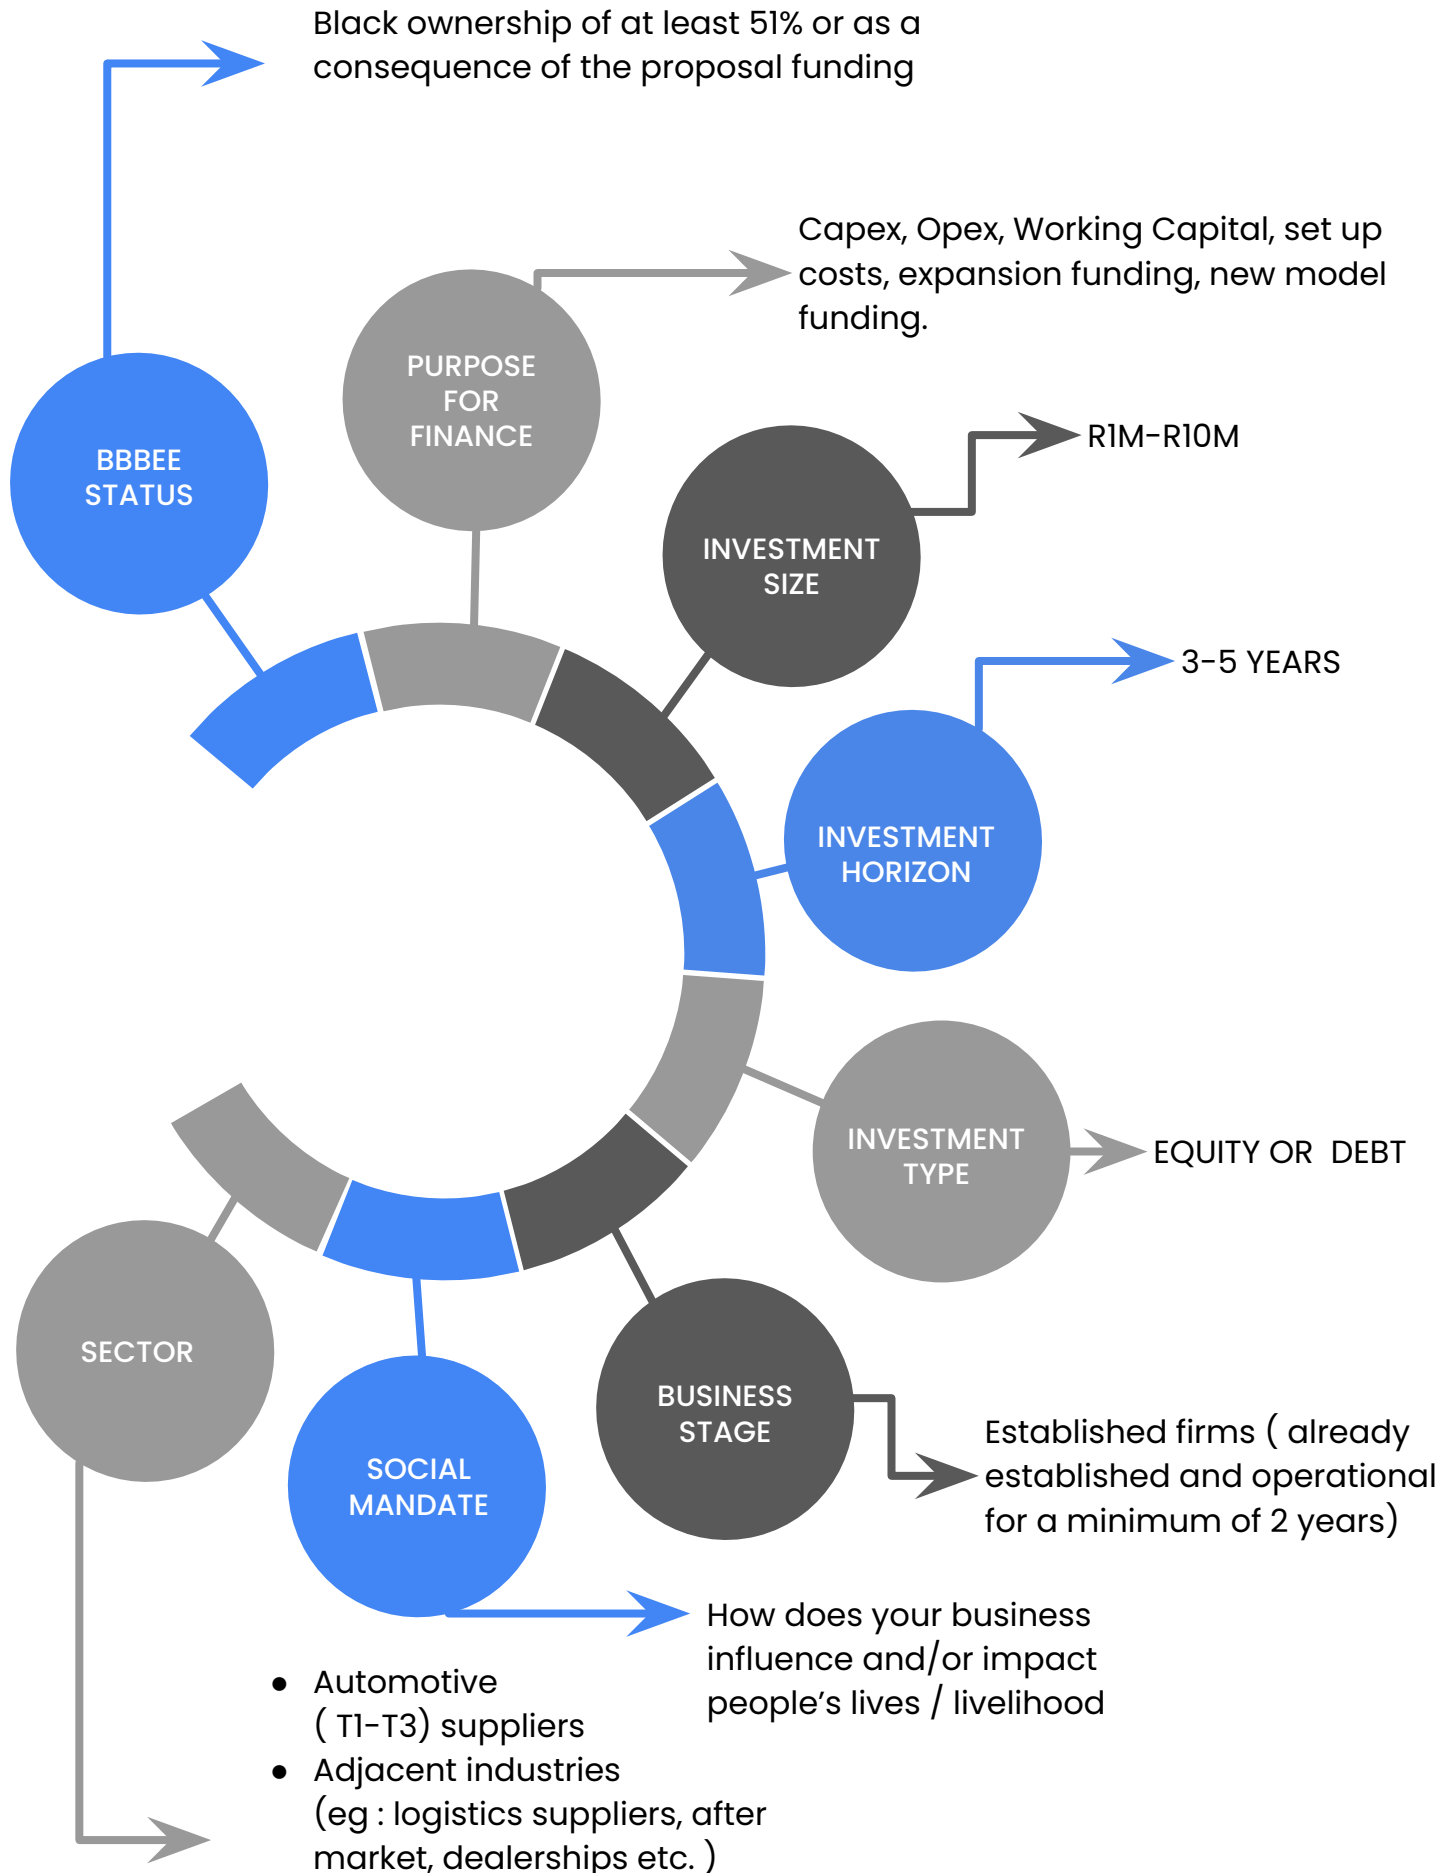 Black ownership of at least 51% or as a
consequence of the proposal funding
BBBEE
STATUS
PURPOSE
FOR
FINANCE
Capex, Opex, Working Capital, set up
costs, expansion funding, new model
funding.
INVESTMENT
SIZE
R1M-R10M
INVESTMENT
HORIZON
3-5 YEARS
INVESTMENT
TYPE
EQUITY OR DEBT
BUSINESS
STAGE
Established firms ( already
established and operational
for a minimum of 2 years)
SOCIAL
MANDATE
How does your business
influence and/or impact
people's lives / livelihood
SECTOR
● Automotive
( T1-T3) suppliers
● Adjacent industries
(eg : logistics suppliers, after
market, dealerships etc. )